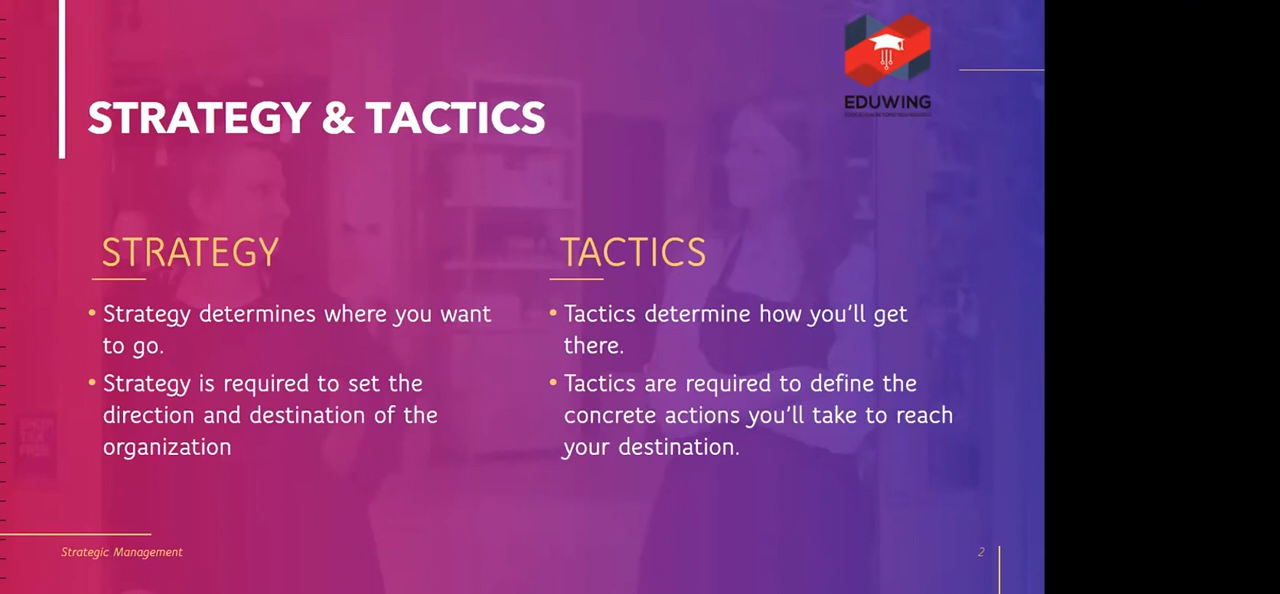 EDUWING
STRATEGY & TACTICS
STRATEGY
• Strategy determines where you want
to go.
• Strategy is required to set the
direction and destination of the
organization
TACTICS
• Tactics determine how you'll get
there.
• Tactics are required to define the
concrete actions you'll take to reach
your destination.
Strategic Management
2